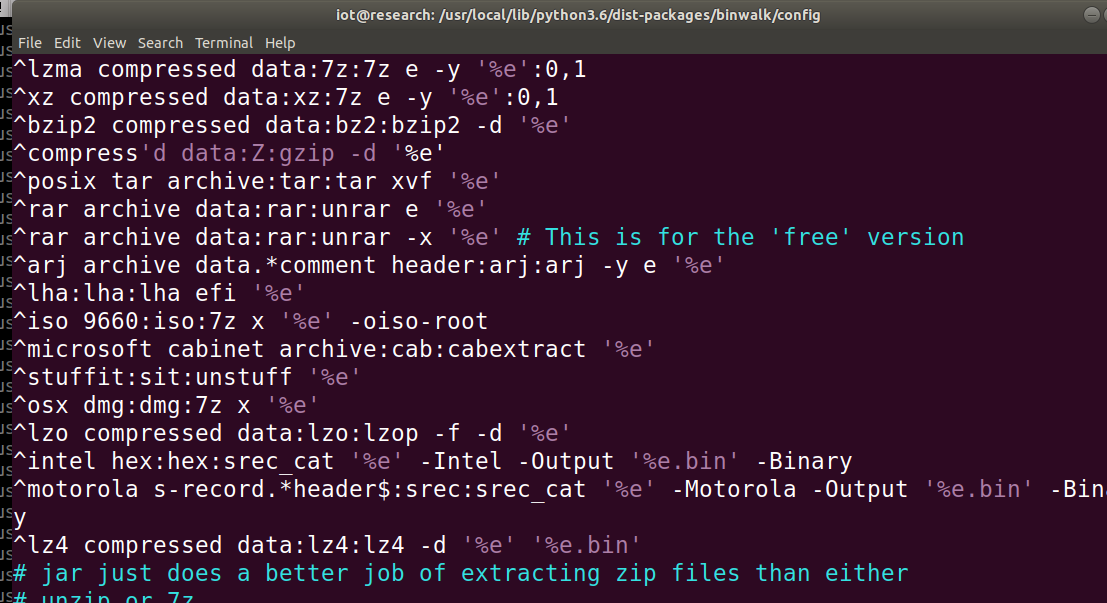 iot@research: /usr/local/lib/python3.6/dist-packages/binwalk/config
File Edit View Search Terminal Help
^lzma compressed data:7z:7z e -y '%e':0,1
^xz compressed data:xz:7z e -y '%e':0,1
^bzip2 compressed data:bz2:bzip2 -d '%e'
^compress'd data:Z:gzip -d '%e'
^posix tar archive:tar:tar xvf '%e'
^rar archive data:rar:unrar e '%e'
^rar archive data:rar:unrar -x '%e' # This is for the 'free' version
^arj archive data.*comment header:arj:arj -y e '%e'
^lha:lha:lha efi '%e'
^iso 9660:iso:7z x '%e' -oiso-root
^microsoft cabinet archive:cab:cabextract '%e'
^stuffit:sit:unstuff '%e'
^osx dmg:dmg:7z x '%e'
^lzo compressed data:lzo:lzop -f -d '%e'
^intel hex:hex:srec_cat '%e' -Intel -Output '%e.bin' -Binary
^motorola s-record.*header$:srec:srec_cat '%e' -Motorola -Output '%e.bin' -Bin
y
^lz4 compressed data:lz4:lz4 -d '%e' '%e.bin'
# jar just does a better job of extracting zip files than either
# unzip or 7z